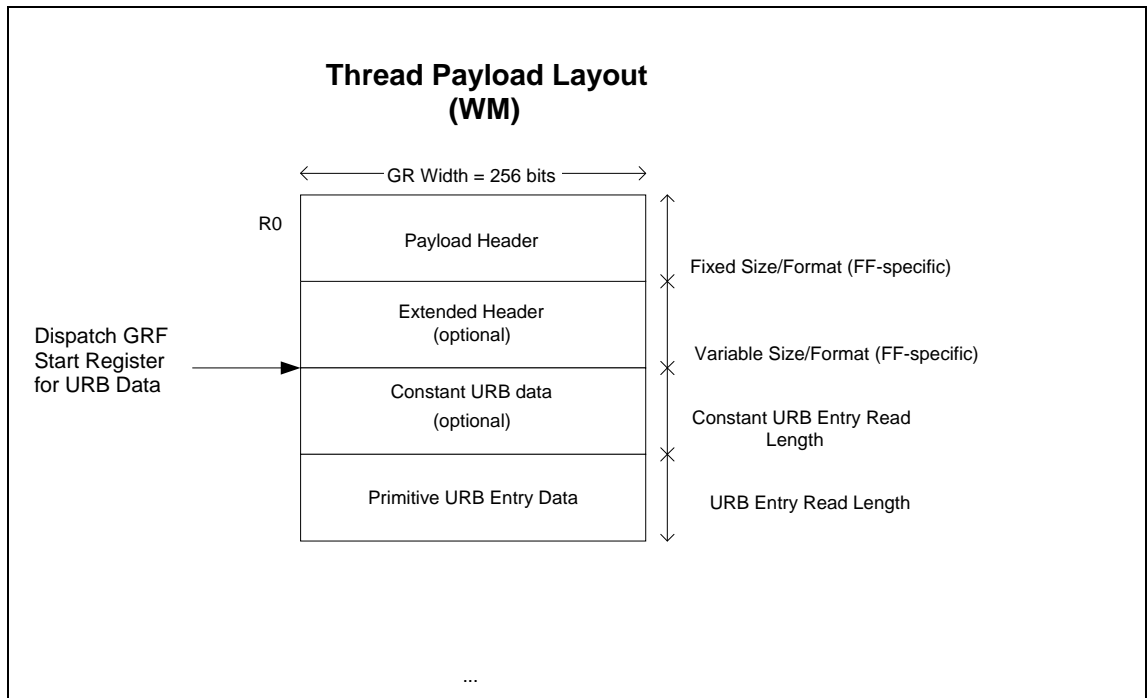 Thread Payload Layout
(WM)
GR Width = 256 bits
R0
Payload Header
Fixed Size/Format (FF-specific)
Extended Header
(optional)
Variable Size/Format (FF-specific)
Dispatch GRF
Start Register
for URB Data
Constant URB data
(optional)
Constant URB Entry Read
Length
Primitive URB Entry Data
URB Entry Read Length
...